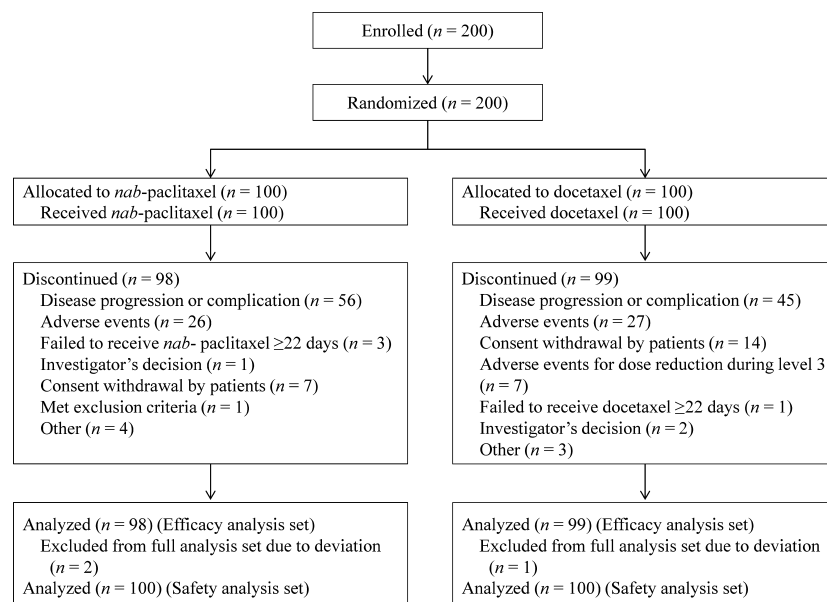 Enrolled (n = 200)
Randomized (n = 200)
Allocated to nab-paclitaxel (n = 100)
Received nab-paclitaxel (n = 100)
Allocated to docetaxel (n = 100)
Received docetaxel (n = 100)
Discontinued (n = 98)
Disease progression or complication (n = 56)
Adverse events (n = 26)
Failed to receive nab- paclitaxel ≥22 days (n = 3)
Investigator’s decision (n = 1)
Consent withdrawal by patients (n = 7)
Met exclusion criteria (n = 1)
Other (n = 4)
Discontinued (n = 99)
Disease progression or complication (n = 45)
Adverse events (n = 27)
Consent withdrawal by patients (n = 14)
Adverse events for dose reduction during level 3
(n = 7)
Failed to receive docetaxel ≥22 days (n = 1)
Investigator’s decision (n = 2)
Other (n = 3)
Analyzed (n = 98) (Efficacy analysis set)
Excluded from full analysis set due to deviation
(n = 2)
Analyzed (n = 100) (Safety analysis set)
Analyzed (n = 99) (Efficacy analysis set)
Excluded from full analysis set due to deviation
(n = 1)
Analyzed (n = 100) (Safety analysis set)